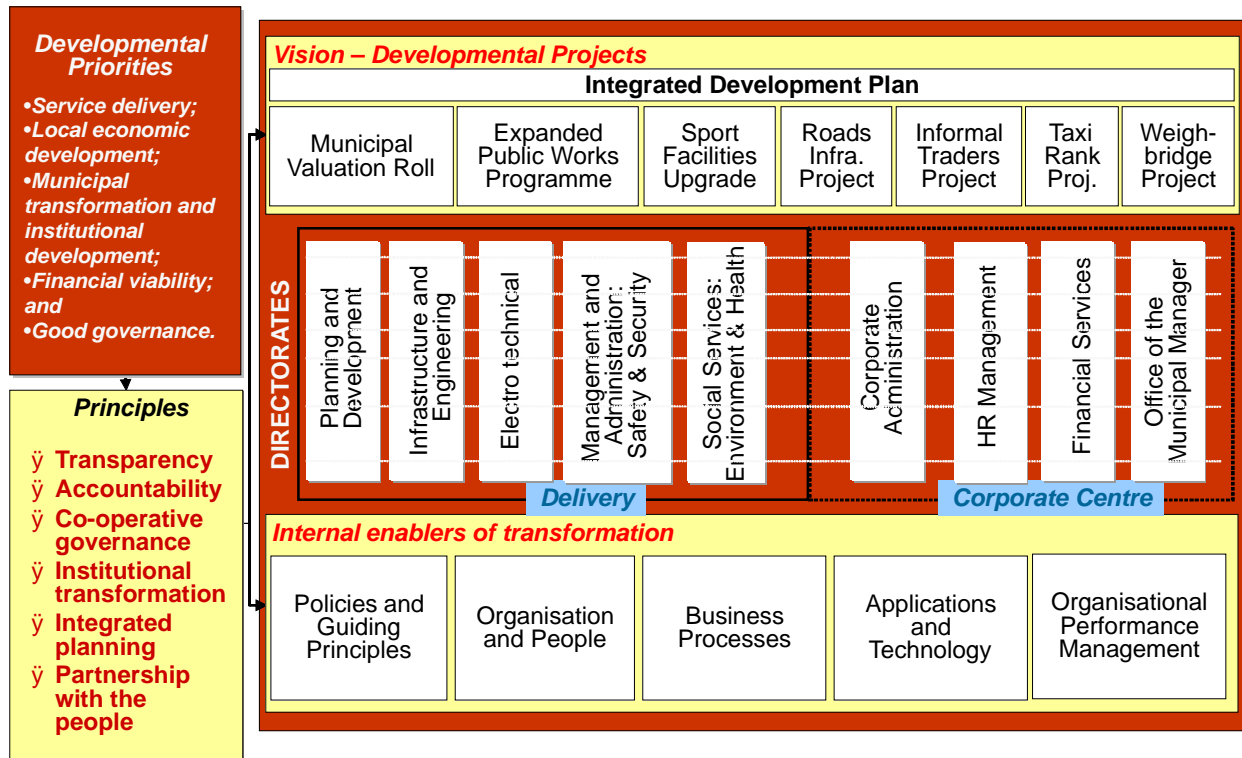 Developmental
Priorities
•Service delivery;
•Local economic
development;
•Municipal
transformation and
institutional
development;
•Financial viability;
and
•Good governance.
Principles
ÿ Transparency
ÿ Accountability
ÿ Co-operative
governance
ÿ Institutional
transformation
ÿ Integrated
planning
ÿ Partnership
with the
people
Vision – Developmental Projects
Integrated Development Plan
Municipal
Valuation Roll
Expanded
Public Works
Programme
Sport
Facilities
Upgrade
Roads
Infra.
Project
Informal
Traders
Project
Taxi
Rank
Proj.
Weigh-
bridge
Project
DIRECTORATES
Planning and
Development
Infrastructure and
Engineering
Electro technical
Management and
Administration:
Safety & Security
Social Services:
Environment & Health
Corporate
Administration
HR Management
Financial Services
Office of the
Municipal Manager
Delivery
Corporate Centre
Internal enablers of transformation
Policies and
Guiding
Principles
Organisation
and People
Business
Processes
Applications
and
Technology
Organisational
Performance
Management